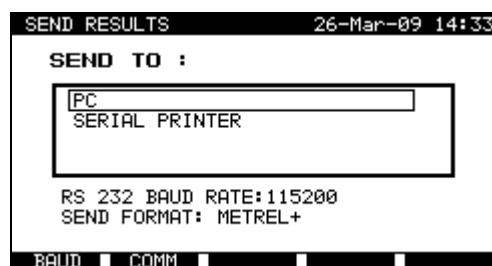 SEND RESULTS 26-Mar-09 14:33
SEND TO :
PC
SERIAL PRINTER
RS 232 BAUD RATE:115200
SEND FORMAT: METREL+
BAUD COMM